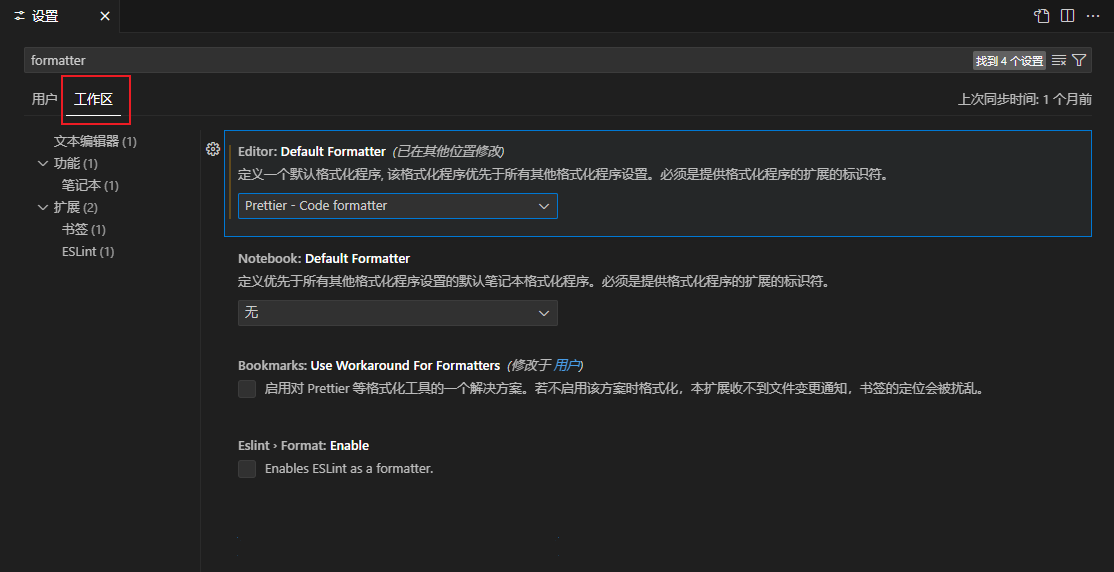 设置
formatter
找到 4 个设置
用户
工作区
上次同步时间: 1 个月前
文本编辑器 (1)
功能 (1)
笔记本 (1)
扩展 (2)
书签 (1)
ESLint (1)
Editor: Default Formatter (已在其他位置修改)
定义一个默认格式化程序, 该格式化程序优先于所有其他格式化程序设置。必须是提供格式化程序的扩展的标识符。
Prettier - Code formatter
Notebook: Default Formatter
定义优先于所有其他格式化程序设置的默认笔记本格式化程序。必须是提供格式化程序的扩展的标识符。
无
Bookmarks: Use Workaround For Formatters (修改于 用户)
启用对 Prettier 等格式化工具的一个解决方案。若不启用该方案时格式化，本扩展收不到文件变更通知，书签的定位会被扰乱。
Eslint › Format: Enable
Enables ESLint as a formatter.